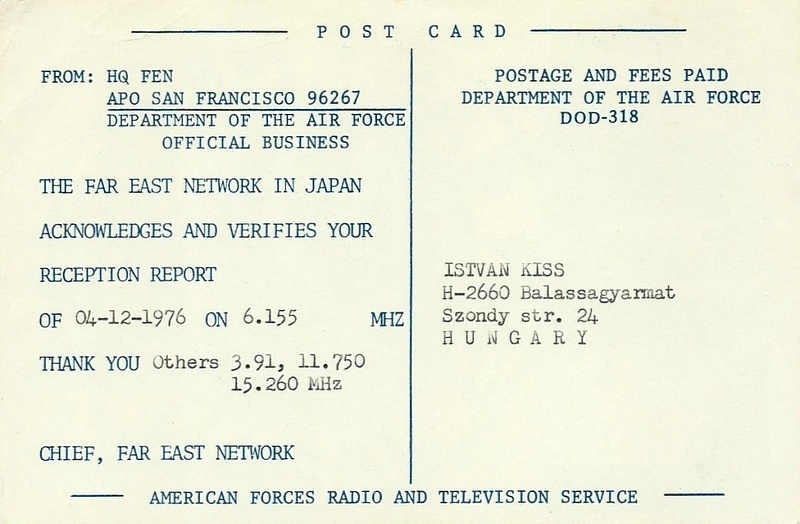 POST CARD
FROM: HQ FEN
APO SAN FRANCISCO 96267
DEPARTMENT OF THE AIR FORCE
OFFICIAL BUSINESS
THE FAR EAST NETWORK IN JAPAN
ACKNOWLEDGES AND VERIFIES YOUR
RECEPTION REPORT
OF 04-12-1976 ON 6.155 MHZ
THANK YOU Others 3.91, 11.750
15.260 MHz
CHIEF, FAR EAST NETWORK
POSTAGE AND FEES PAID
DEPARTMENT OF THE AIR FORCE
DOD-318
ISTVAN KISS
H-2660 Balassagyarmat
Szondy str. 24
H U N G A R Y
AMERICAN FORCES RADIO AND TELEVISION SERVICE